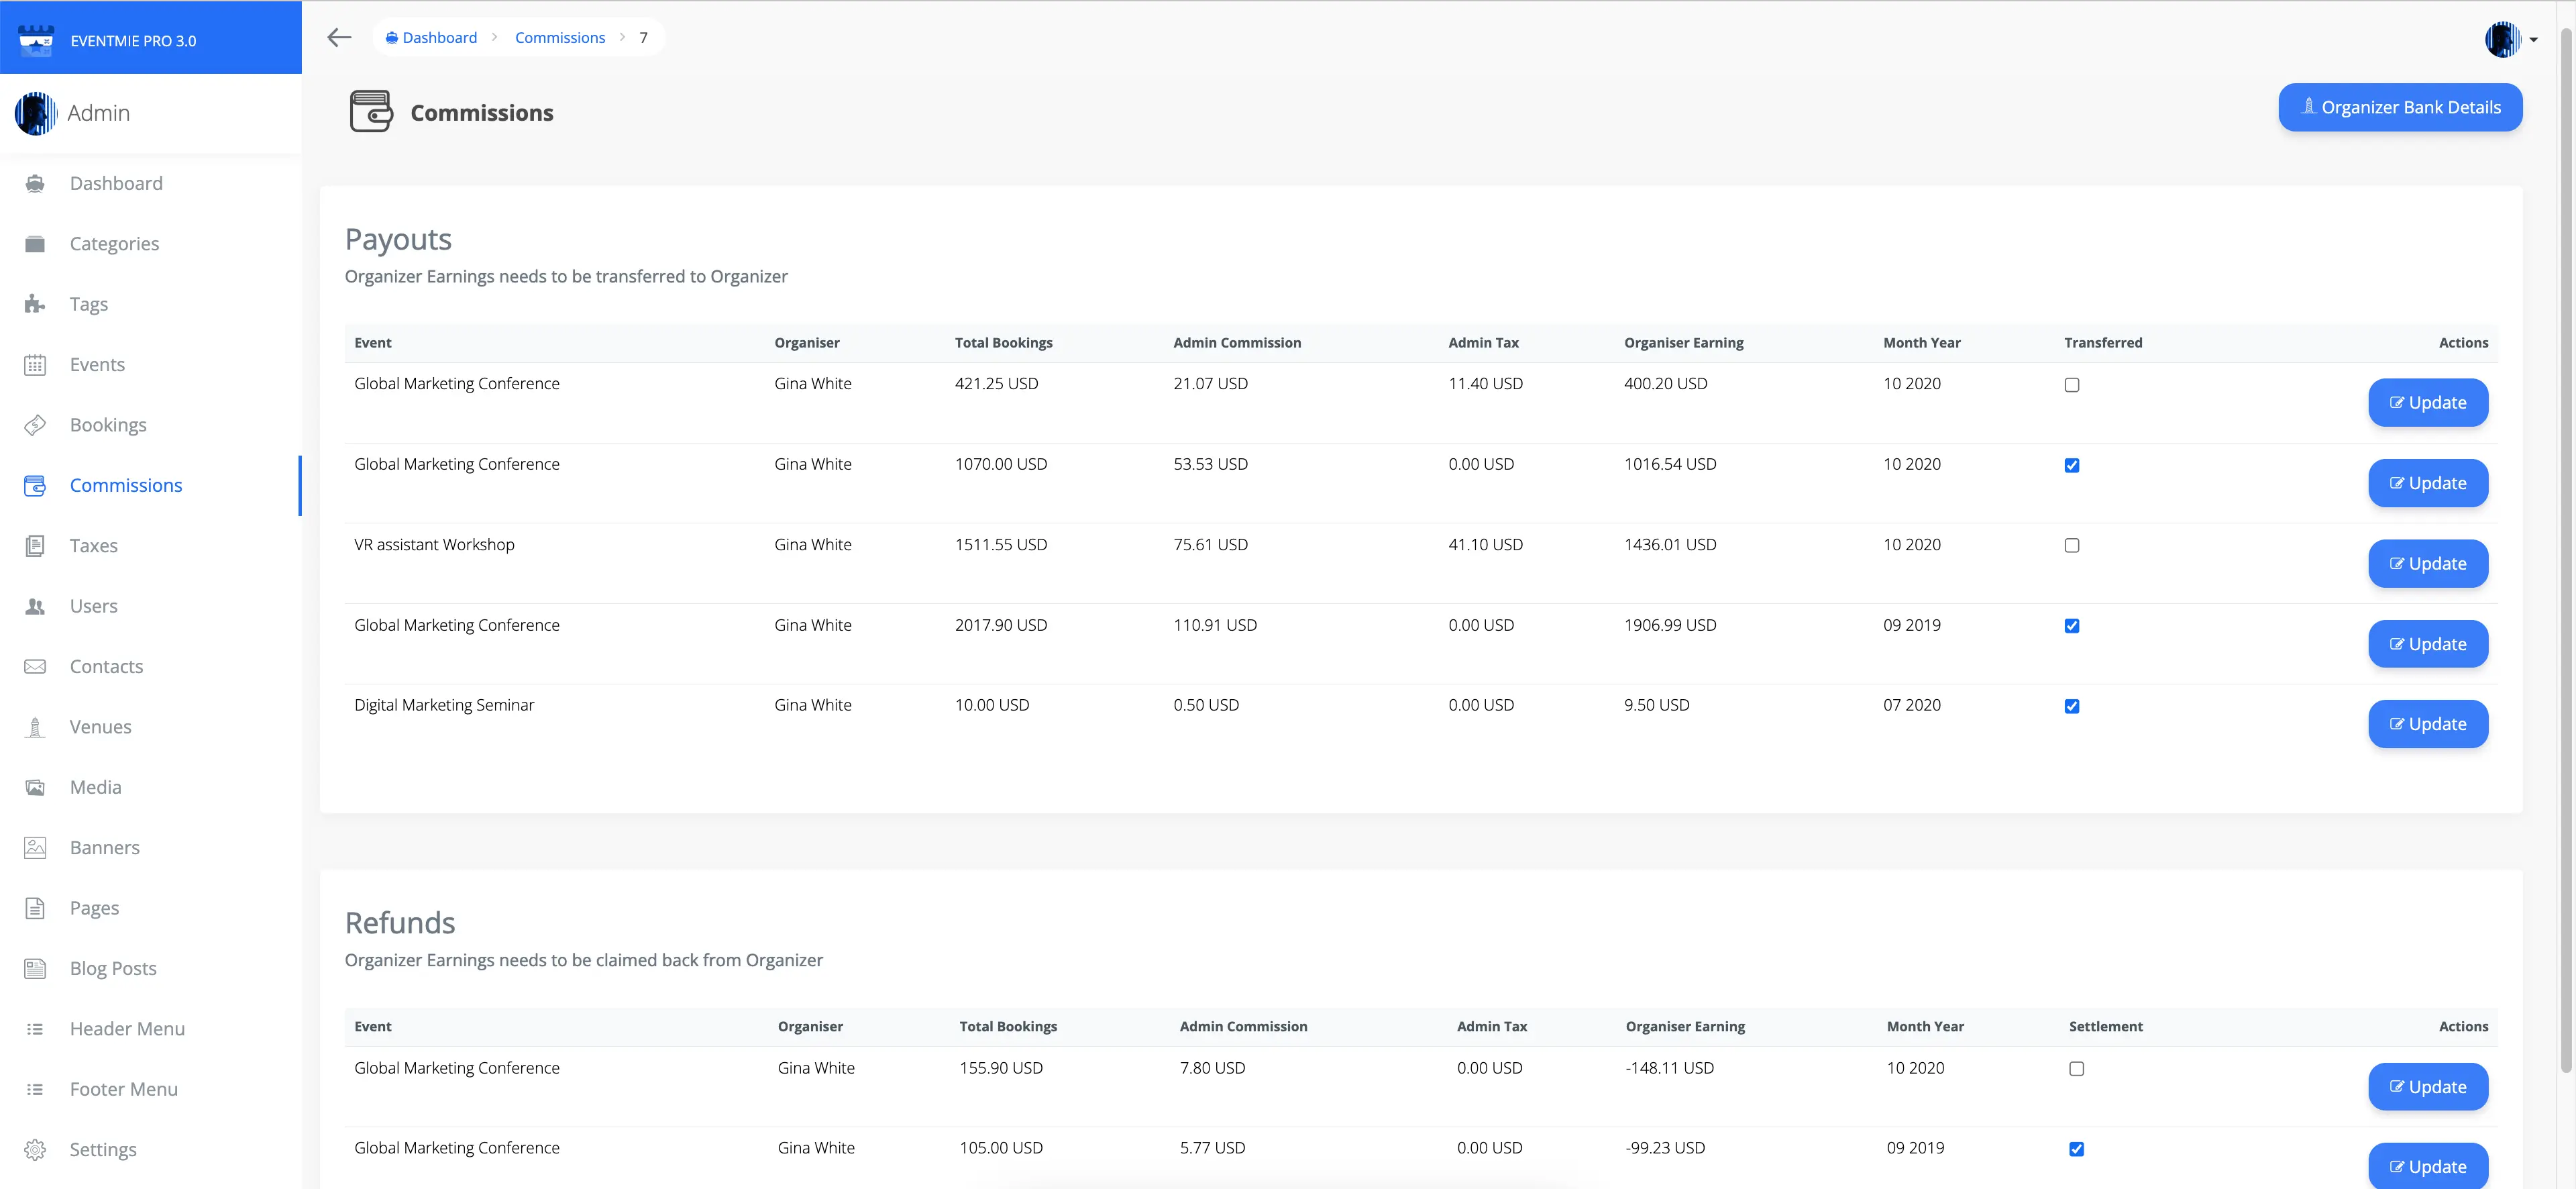 EVENTMIE PRO 3.0
Dashboard Commissions 7
Admin
Commissions
Organizer Bank Details
Dashboard
Categories
Tags
Events
Bookings
Commissions
Taxes
Users
Contacts
Venues
Media
Banners
Pages
Blog Posts
Header Menu
Footer Menu
Settings
Payouts
Organizer Earnings needs to be transferred to Organizer
Event Organiser Total Bookings Admin Commission Admin Tax Organiser Earning Month Year Transferred Actions
Global Marketing Conference Gina White 421.25 USD 21.07 USD 11.40 USD 400.20 USD 10 2020 Update
Global Marketing Conference Gina White 1070.00 USD 53.53 USD 0.00 USD 1016.54 USD 10 2020 Update
VR assistant Workshop Gina White 1511.55 USD 75.61 USD 41.10 USD 1436.01 USD 10 2020 Update
Global Marketing Conference Gina White 2017.90 USD 110.91 USD 0.00 USD 1906.99 USD 09 2019 Update
Digital Marketing Seminar Gina White 10.00 USD 0.50 USD 0.00 USD 9.50 USD 07 2020 Update
Refunds
Organizer Earnings needs to be claimed back from Organizer
Event Organiser Total Bookings Admin Commission Admin Tax Organiser Earning Month Year Settlement Actions
Global Marketing Conference Gina White 155.90 USD 7.80 USD 0.00 USD -148.11 USD 10 2020 Update
Global Marketing Conference Gina White 105.00 USD 5.77 USD 0.00 USD -99.23 USD 09 2019 Update